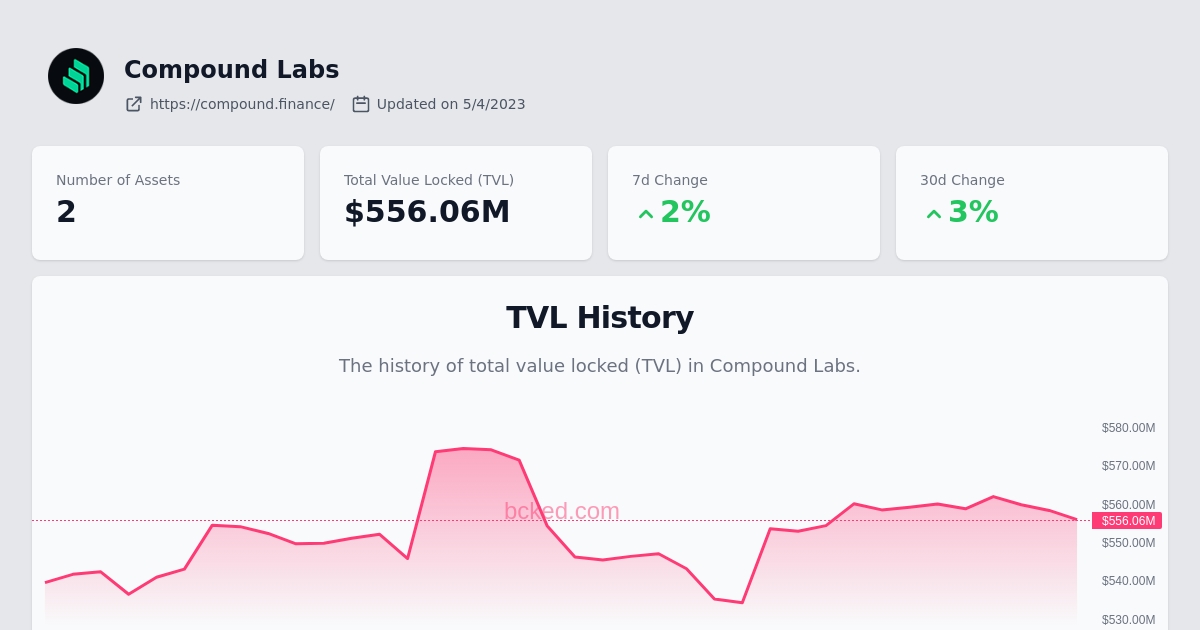 Compound Labs
https://compound.finance/ Updated on 5/4/2023
Number of Assets
2
Total Value Locked (TVL)
$556.06M
7d Change
2%
30d Change
3%
TVL History
The history of total value locked (TVL) in Compound Labs.
$580.00M
$570.00M
bcked.com
$560.00M
$556.06M
$550.00M
$540.00M
$530.00M